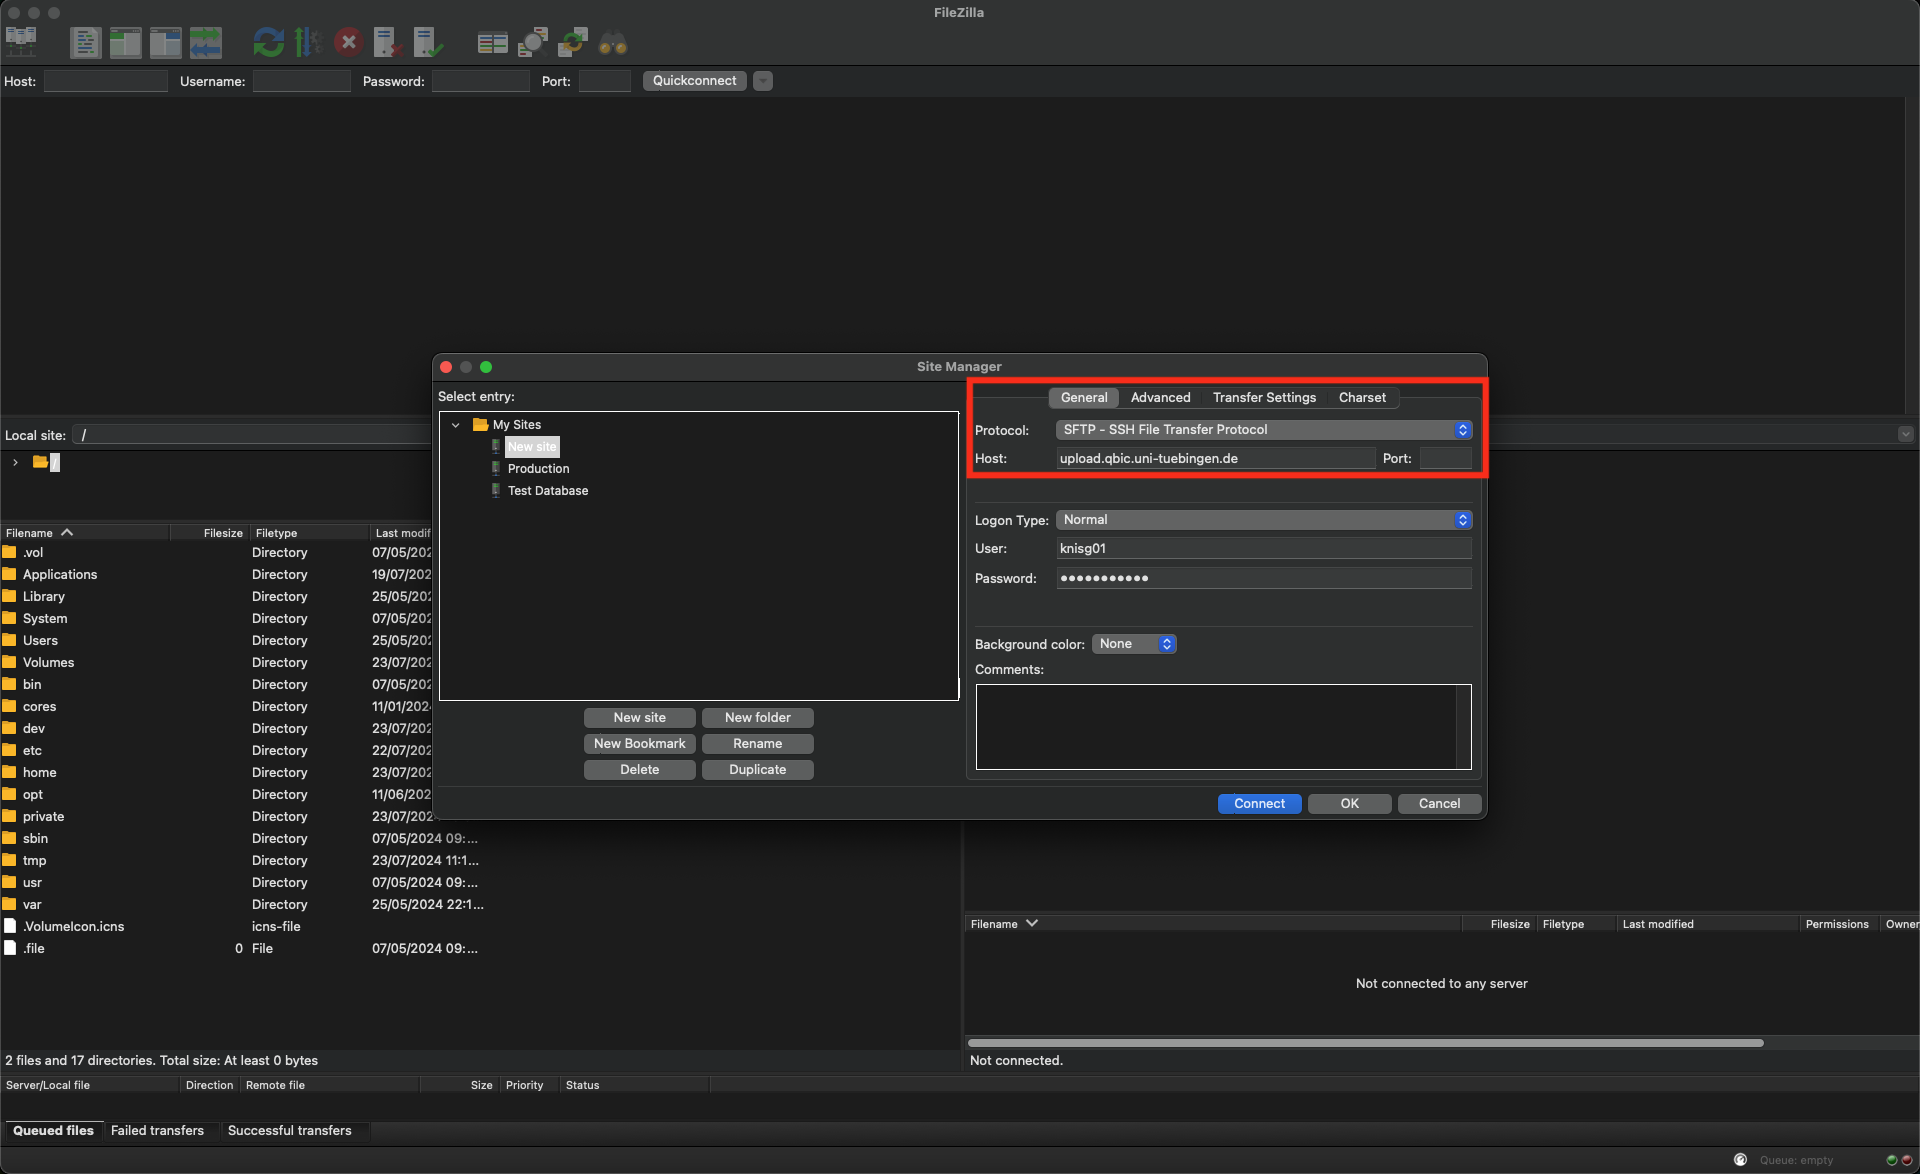 FileZilla
Host: Username: Password: Port: Quickconnect
Site Manager
Select entry:
My Sites
New site
Production
Test Database
New site New folder
New Bookmark Rename
Delete Duplicate
General Advanced Transfer Settings Charset
Protocol: SFTP - SSH File Transfer Protocol
Host: upload.qbic.uni-tuebingen.de Port:
Logon Type: Normal
User: knisg01
Password: ●●●●●●●●●●●
Background color: None
Comments:
Connect OK Cancel
Local site: /
/
Filename Filesize Filetype Last modif
.vol Directory 07/05/202
Applications Directory 19/07/202
Library Directory 25/05/202
System Directory 07/05/202
Users Directory 25/05/202
Volumes Directory 23/07/202
bin Directory 07/05/202
cores Directory 11/01/202
dev Directory 23/07/202
etc Directory 22/07/202
home Directory 23/07/202
opt Directory 11/06/202
private Directory 23/07/202
sbin Directory 07/05/2024 09:...
tmp Directory 23/07/2024 11:1...
usr Directory 07/05/2024 09:...
var Directory 25/05/2024 22:1...
.VolumeIcon.icns icns-file
.file 0 File 07/05/2024 09:...
2 files and 17 directories. Total size: At least 0 bytes
Filename Filesize Filetype Last modified Permissions Owner
Not connected to any server
Not connected.
Server/Local file Direction Remote file Size Priority Status
Queued files Failed transfers Successful transfers
Queue: empty